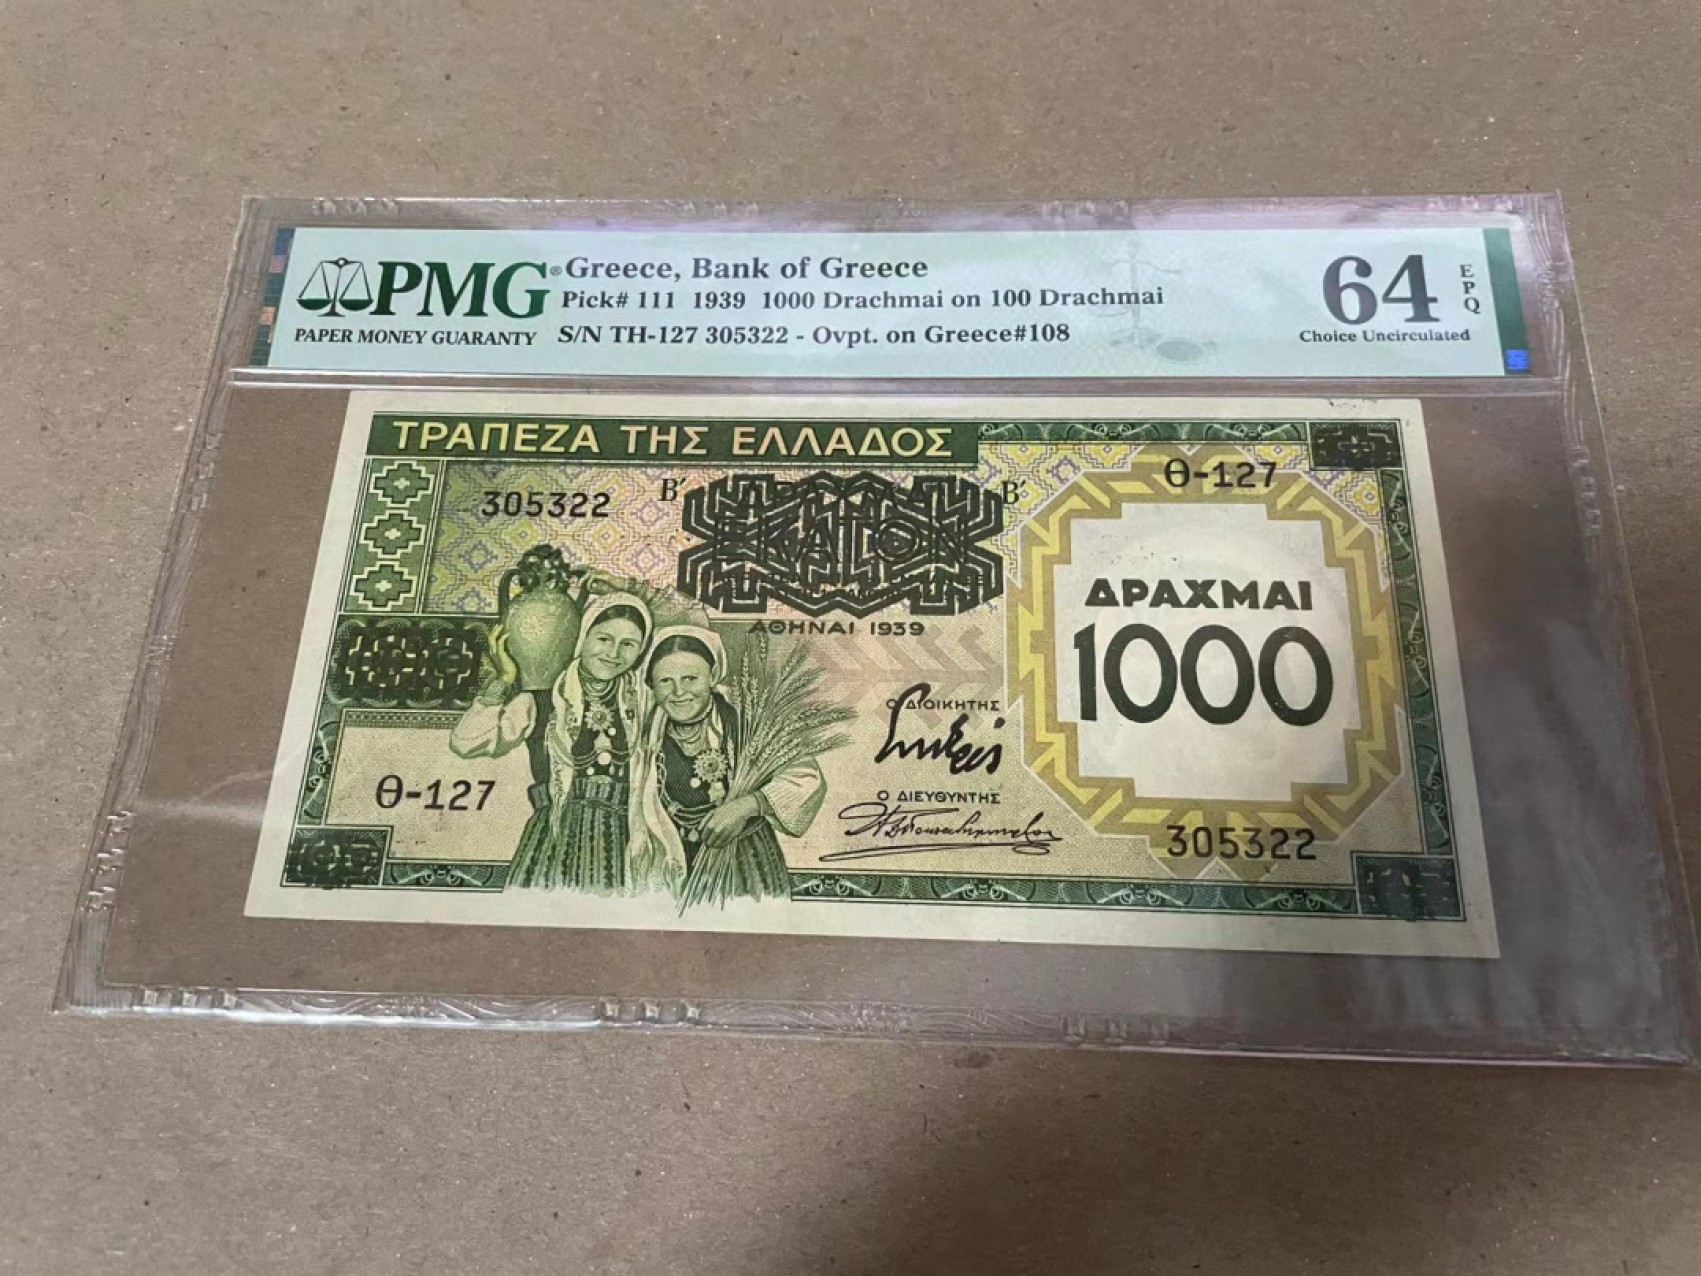 PMG® Greece, Bank of Greece
Pick# 111 1939 1000 Drachmai on 100 Drachmai
PAPER MONEY GUARANTY S/N TH-127 305322 - Ovpt. on Greece#108
64 EPQ
Choice Uncirculated
ΤΡΑΠΕΖΑ ΤΗΣ ΕΛΛΑΔΟΣ
305322 Β΄ ΕΚΑΤΟΝ Β΄ Θ-127
ΑΘΗΝΑΙ 1939
ΔΡΑΧΜΑΙ
1000
Ο ΔΙΟΙΚΗΤΗΣ
Θ-127
Ο ΔΙΕΥΘΥΝΤΗΣ
305322